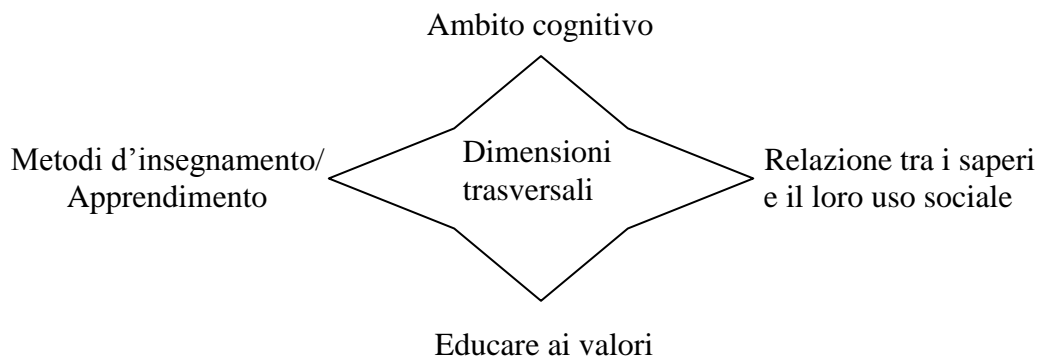 Ambito cognitivo
Metodi d’insegnamento/
Apprendimento
Dimensioni
trasversali
Relazione tra i saperi
e il loro uso sociale
Educare ai valori